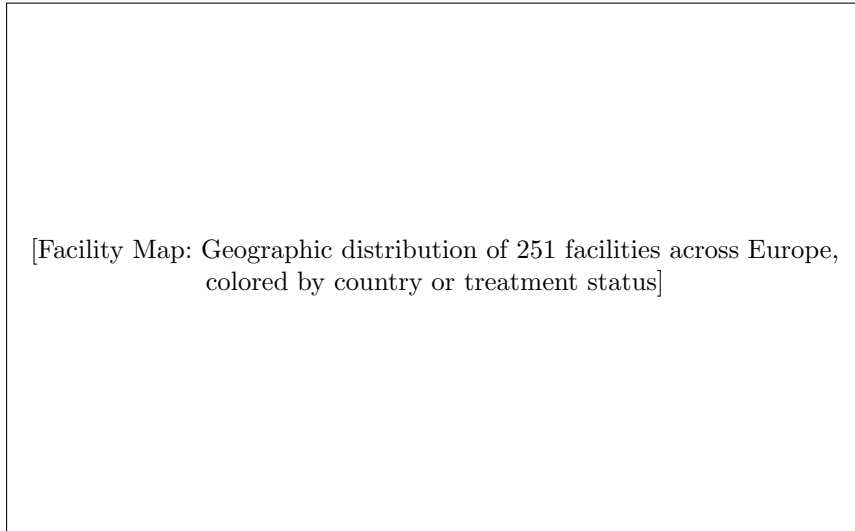 [Facility Map: Geographic distribution of 251 facilities across Europe,
colored by country or treatment status]